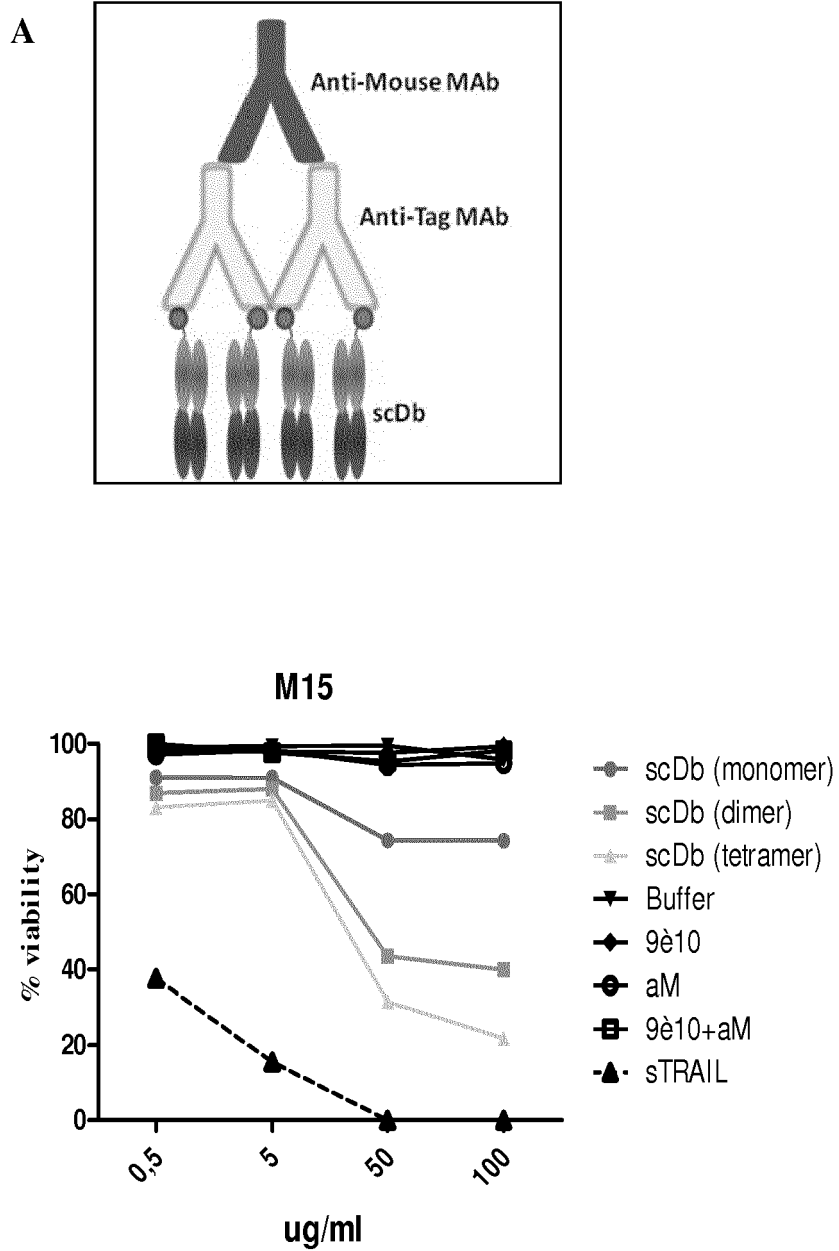 A
Anti-Mouse MAb
Anti-Tag MAb
scDb
M15
100
80
60
40
20
0
% viability
0,5
5
50
100
ug/ml
scDb (monomer)
scDb (dimer)
scDb (tetramer)
Buffer
9è10
aM
9è10+aM
sTRAIL